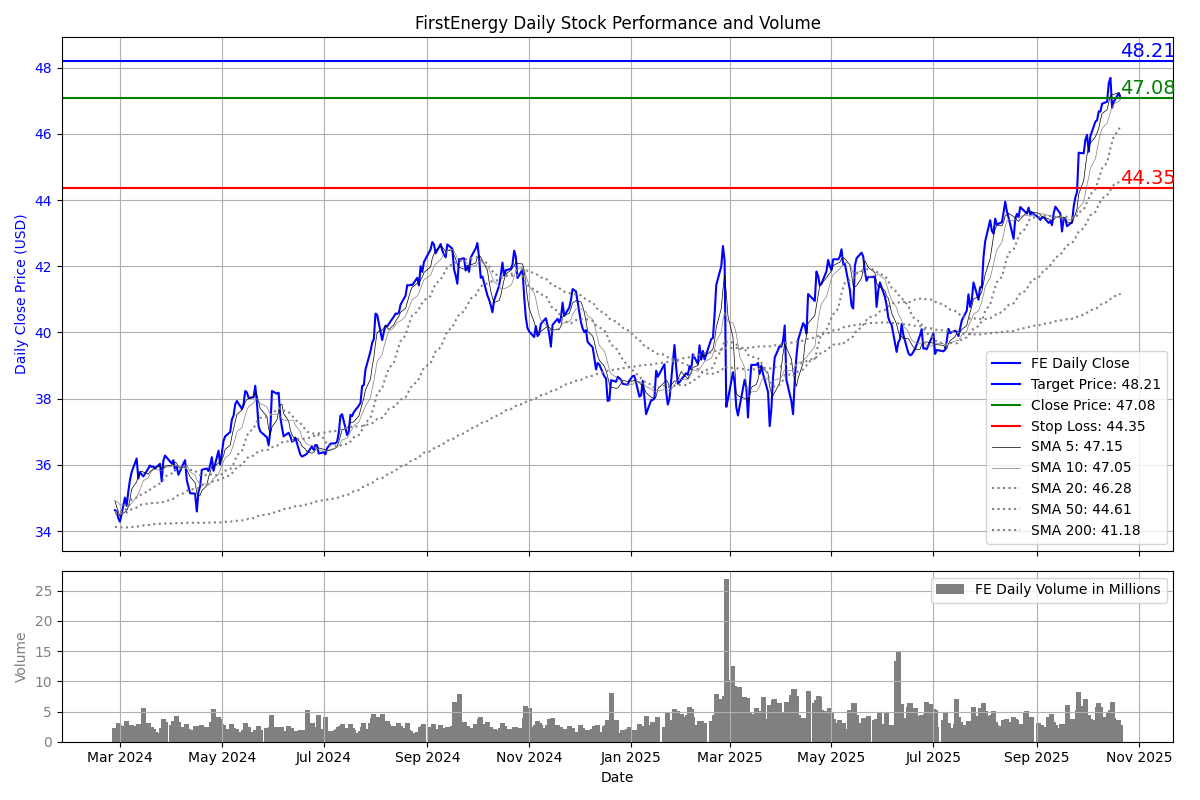 FirstEnergy Daily Stock Performance and Volume
48.21
47.08
44.35
48
46
44
42
40
38
36
34
Daily Close Price (USD)
FE Daily Close
Target Price: 48.21
Close Price: 47.08
Stop Loss: 44.35
SMA 5: 47.15
SMA 10: 47.05
SMA 20: 46.28
SMA 50: 44.61
SMA 200: 41.18
25
20
15
10
5
0
Volume
FE Daily Volume in Millions
Mar 2024 May 2024 Jul 2024 Sep 2024 Nov 2024 Jan 2025 Mar 2025 May 2025 Jul 2025 Sep 2025 Nov 2025
Date